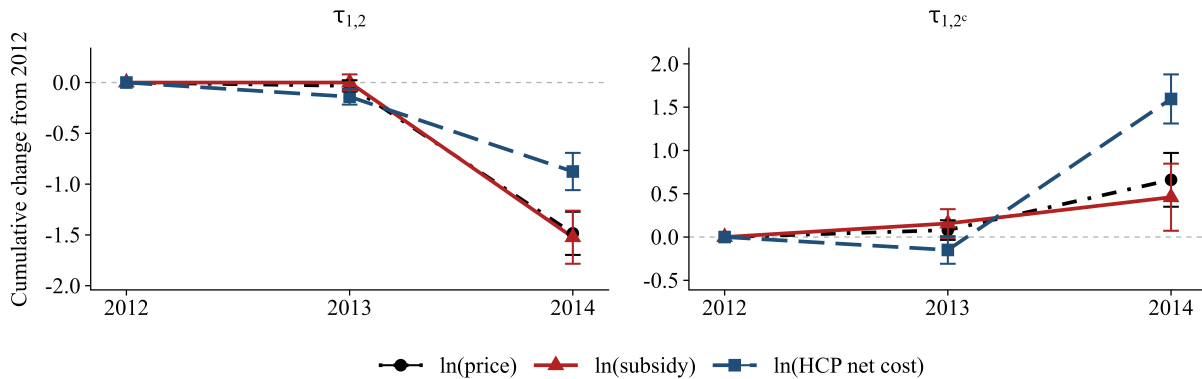 τ1,2 τ1,2ᶜ
Cumulative change from 2012
0.0
-0.5
-1.0
-1.5
-2.0
2012 2013 2014
2.0
1.5
1.0
0.5
0.0
-0.5
2012 2013 2014
ln(price) ln(subsidy) ln(HCP net cost)